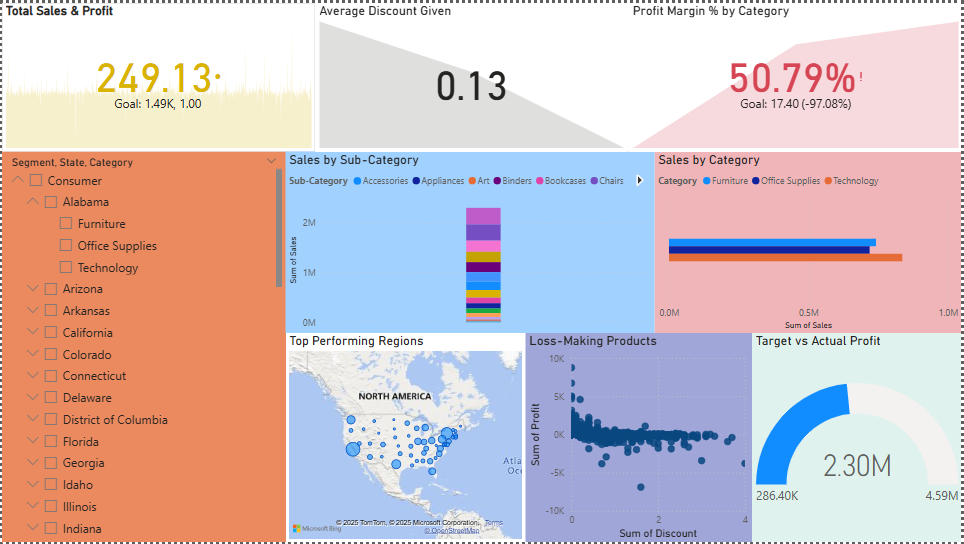 Total Sales & Profit
249.13
Goal: 1.49K, 1.00
Average Discount Given
0.13
Profit Margin % by Category
50.79%!
Goal: 17.40 (-97.08%)
Segment, State, Category
Consumer
Alabama
Furniture
Office Supplies
Technology
Arizona
Arkansas
California
Colorado
Connecticut
Delaware
District of Columbia
Florida
Georgia
Idaho
Illinois
Indiana
Sales by Sub-Category
Sub-Category Accessories Appliances Art Binders Bookcases Chairs
Sum of Sales
2M
1M
0M
Sales by Category
Category Furniture Office Supplies Technology
0.0M 0.5M 1.0M
Sum of Sales
Top Performing Regions
NORTH AMERICA
Atla
Oc
Microsoft Bing
© 2025 TomTom, © 2025 Microsoft Corporation, Terms
© OpenStreetMap
Loss-Making Products
Sum of Profit
10K
5K
0K
-5K
-10K
0 2 4
Sum of Discount
Target vs Actual Profit
2.30M
286.40K 4.59M